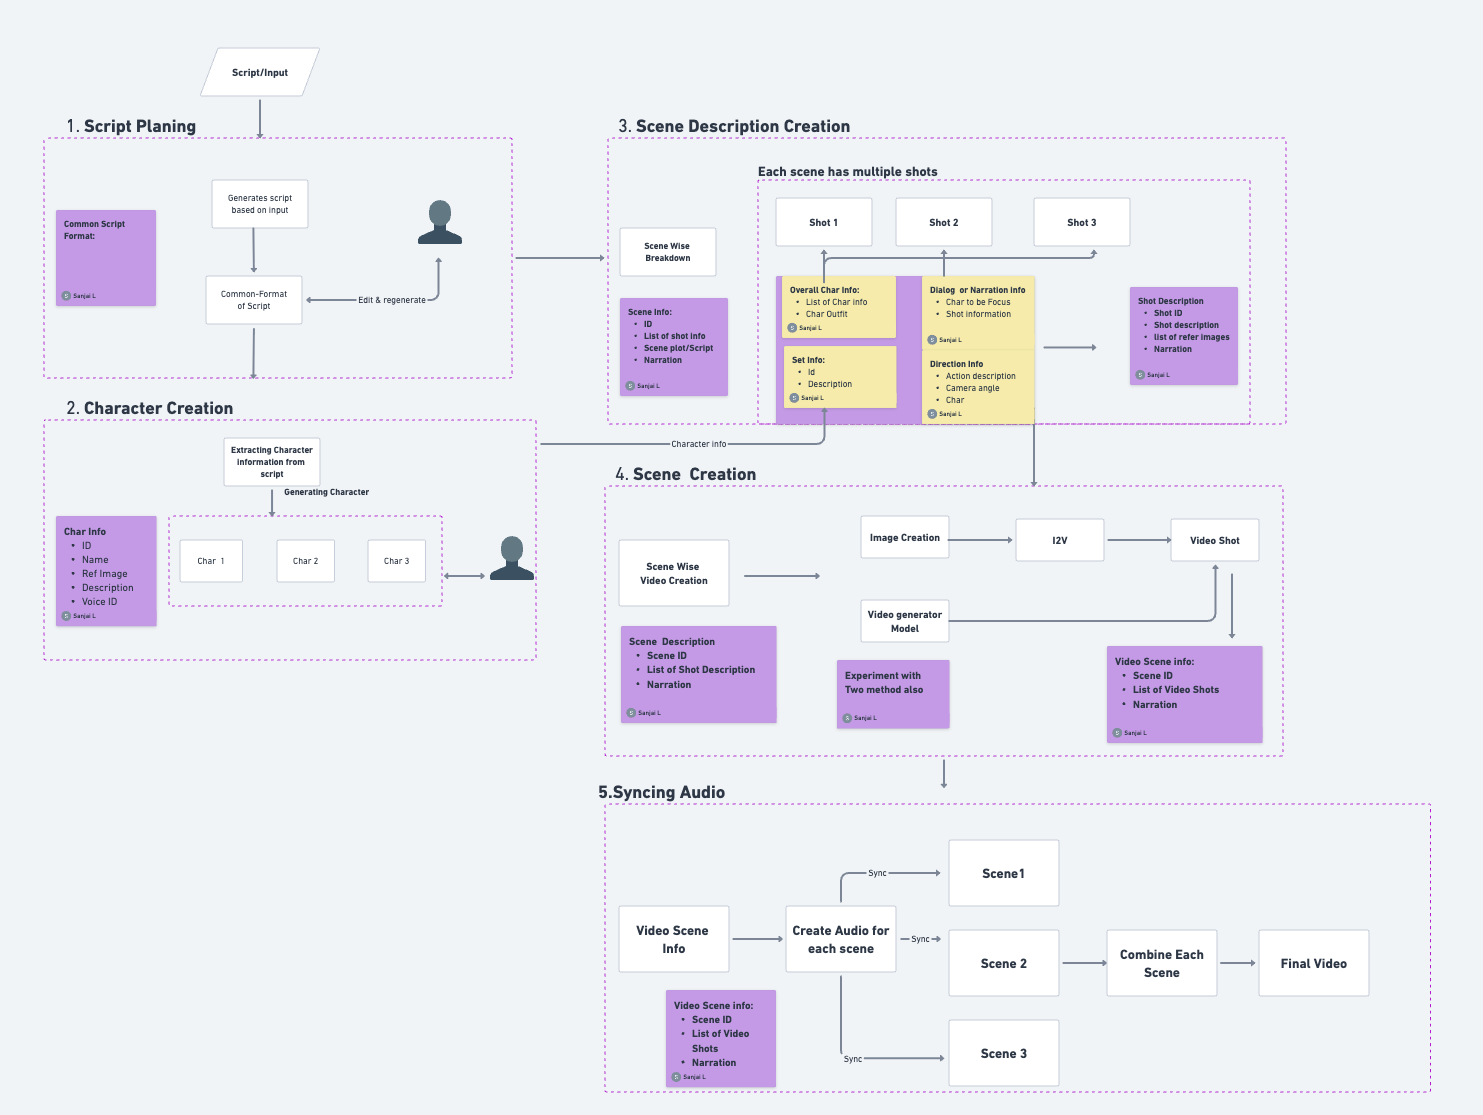 Script/Input
1. Script Planing
Generates script
based on input
Common Script
Format:
S Sanjai L
Common-Format
of Script
Edit & regenerate
2. Character Creation
Extracting Character
information from
script
Generating Character
Char Info
• ID
• Name
• Ref Image
• Description
• Voice ID
S Sanjai L
Char 1
Char 2
Char 3
3. Scene Description Creation
Each scene has multiple shots
Shot 1
Shot 2
Shot 3
Scene Wise
Breakdown
Scene Info:
• ID
• List of shot info
• Scene plot/Script
• Narration
S Sanjai L
Overall Char Info:
• List of Char info
• Char Outfit
S Sanjai L
Set Info:
• Id
• Description
S Sanjai L
Dialog or Narration info
• Char to be Focus
• Shot information
S Sanjai L
Direction Info
• Action description
• Camera angle
• Char
S Sanjai L
Shot Description
• Shot ID
• Shot description
• list of refer images
• Narration
S Sanjai L
Character info
4. Scene Creation
Scene Wise
Video Creation
Image Creation
I2V
Video Shot
Video generator
Model
Scene Description
• Scene ID
• List of Shot Description
• Narration
S Sanjai L
Experiment with
Two method also
S Sanjai L
Video Scene info:
• Scene ID
• List of Video Shots
• Narration
S Sanjai L
5.Syncing Audio
Video Scene
Info
Create Audio for
each scene
Sync
Scene1
Sync
Scene 2
Sync
Scene 3
Combine Each
Scene
Final Video
Video Scene info:
• Scene ID
• List of Video
Shots
• Narration
S Sanjai L